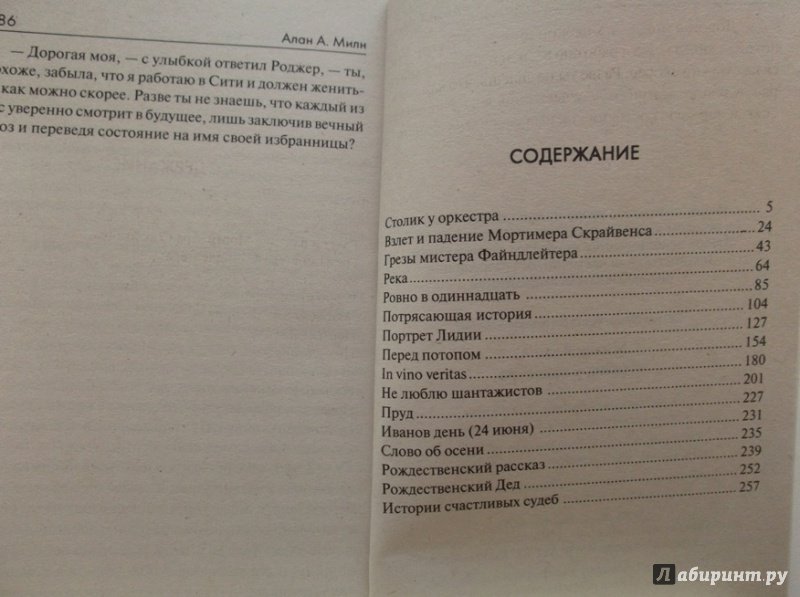 86
Алан А. Милн
— Дорогая моя, — с улыбкой ответил Роджер, — ты,
охоже, забыла, что я работаю в Сити и должен женить-
как можно скорее. Разве ты не знаешь, что каждый из
с уверенно смотрит в будущее, лишь заключив вечный
юз и переведя состояние на имя своей избранницы?
СОДЕРЖАНИЕ
Столик у оркестра 5
Взлет и падение Мортимера Скрайвенса 24
Грезы мистера Файндлейтера 43
Река 64
Ровно в одиннадцать 85
Потрясающая история 104
Портрет Лидии 127
Перед потопом 154
In vino veritas 180
Не люблю шантажистов 201
Пруд 227
Иванов день (24 июня) 231
Слово об осени 235
Рождественский рассказ 239
Рождественский Дед 252
Истории счастливых судеб 257
Лабиринт.ру